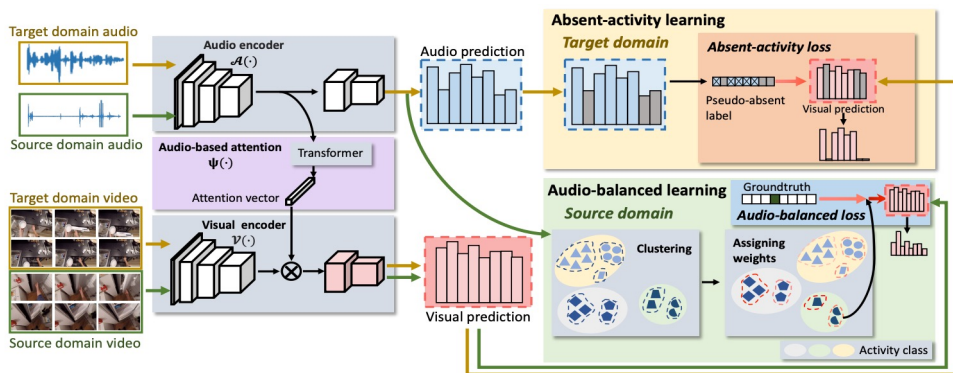 Target domain audio
Source domain audio
Target domain video
Source domain video
Audio encoder
𝒜(·)
Audio-based attention
Ψ(·)
Transformer
Attention vector
Visual encoder
𝒱(·)
Audio prediction
Visual prediction
Absent-activity learning
Target domain
Absent-activity loss
Pseudo-absent
label
Visual prediction
Audio-balanced learning
Source domain
Groundtruth
Audio-balanced loss
Clustering
Assigning
weights
Activity class